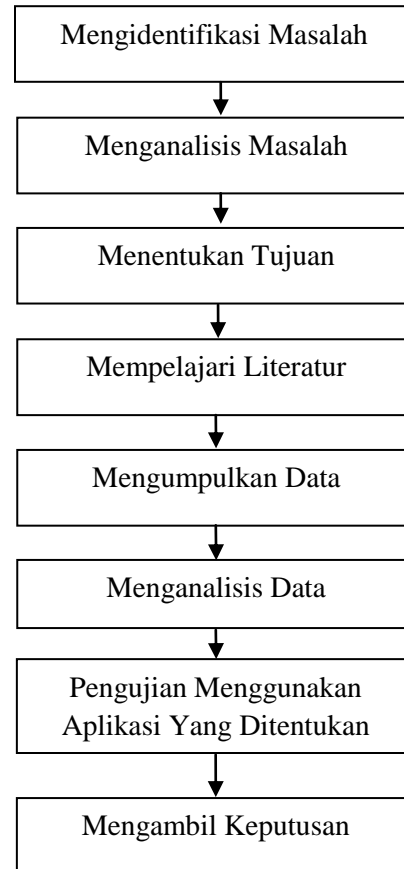 Mengidentifikasi Masalah
Menganalisis Masalah
Menentukan Tujuan
Mempelajari Literatur
Mengumpulkan Data
Menganalisis Data
Pengujian Menggunakan
Aplikasi Yang Ditentukan
Mengambil Keputusan